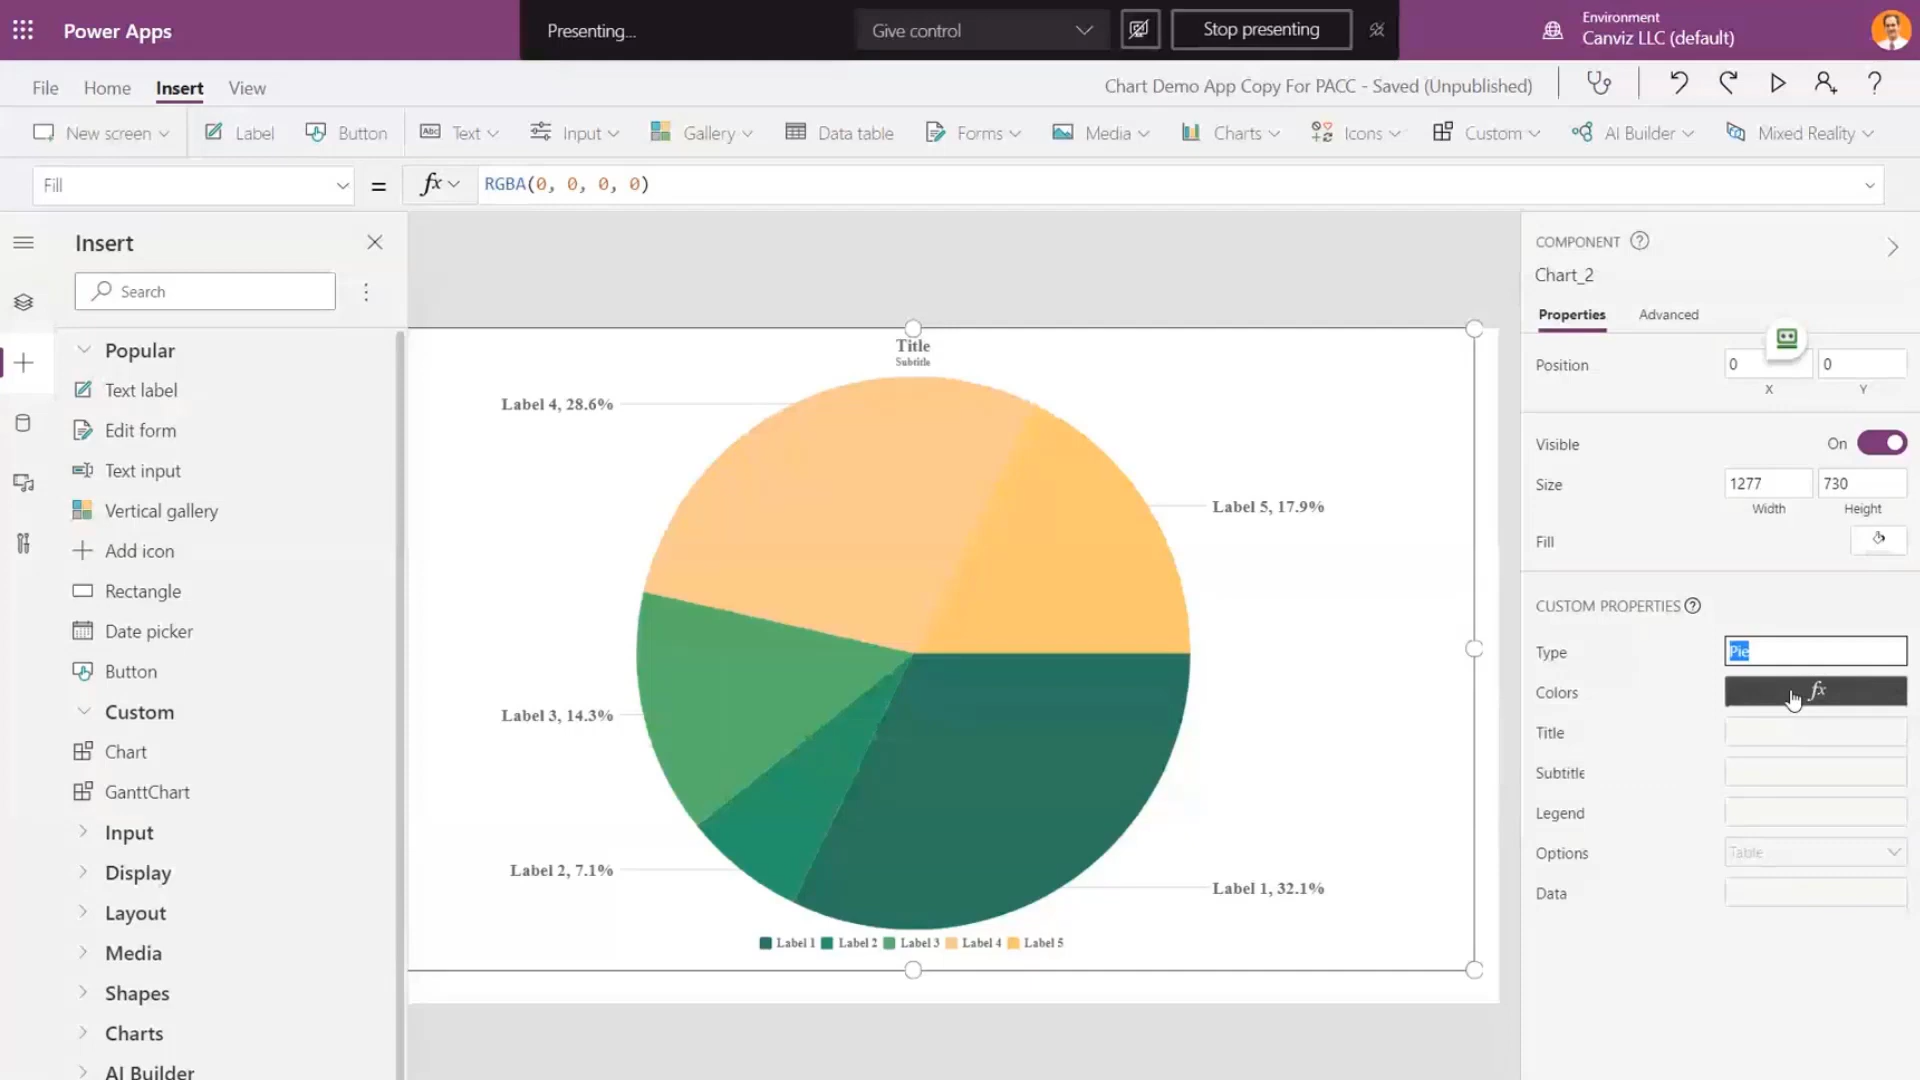 Power Apps
Presenting...
Give control
Stop presenting
Environment
Canviz LLC (default)
File
Home
Insert
View
Chart Demo App Copy For PACC - Saved (Unpublished)
New screen
Label
Button
Text
Input
Gallery
Data table
Forms
Media
Charts
Icons
Custom
AI Builder
Mixed Reality
Fill
=
fx
RGBA(0, 0, 0, 0)
Insert
Search
Popular
Text label
Edit form
Text input
Vertical gallery
Add icon
Rectangle
Date picker
Button
Custom
Chart
GanttChart
Input
Display
Layout
Media
Shapes
Charts
AI Builder
Title
Subtitle
Label 4, 28.6%
Label 5, 17.9%
Label 3, 14.3%
Label 2, 7.1%
Label 1, 32.1%
Label 1
Label 2
Label 3
Label 4
Label 5
COMPONENT
Chart_2
Properties
Advanced
Position
0
0
X
Y
Visible
On
Size
1277
730
Width
Height
Fill
CUSTOM PROPERTIES
Type
Pie
Colors
fx
Title
Subtitle
Legend
Options
Table
Data